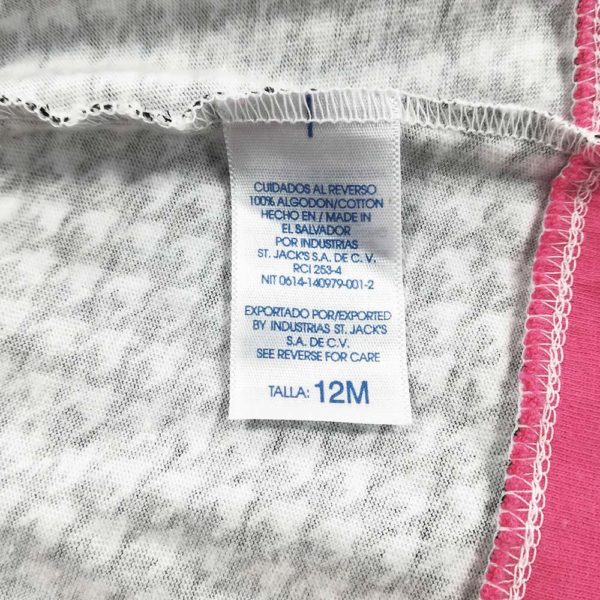 CUIDADOS AL REVERSO
100% ALGODON/COTTON
HECHO EN / MADE IN
EL SALVADOR
POR INDUSTRIAS
ST. JACK'S S.A. DE C. V.
RCI 253-4
NIT 0614-140979-001-2
EXPORTADO POR/EXPORTED
BY INDUSTRIAS ST. JACK'S
S.A. DE C.V.
SEE REVERSE FOR CARE
TALLA: 12M